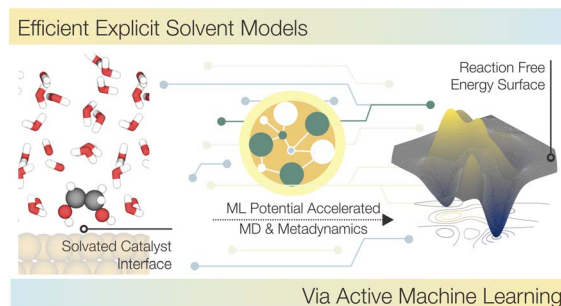 Efficient Explicit Solvent Models
Reaction Free
Energy Surface
ML Potential Accelerated
MD & Metadynamics
Solvated Catalyst
Interface
Via Active Machine Learning